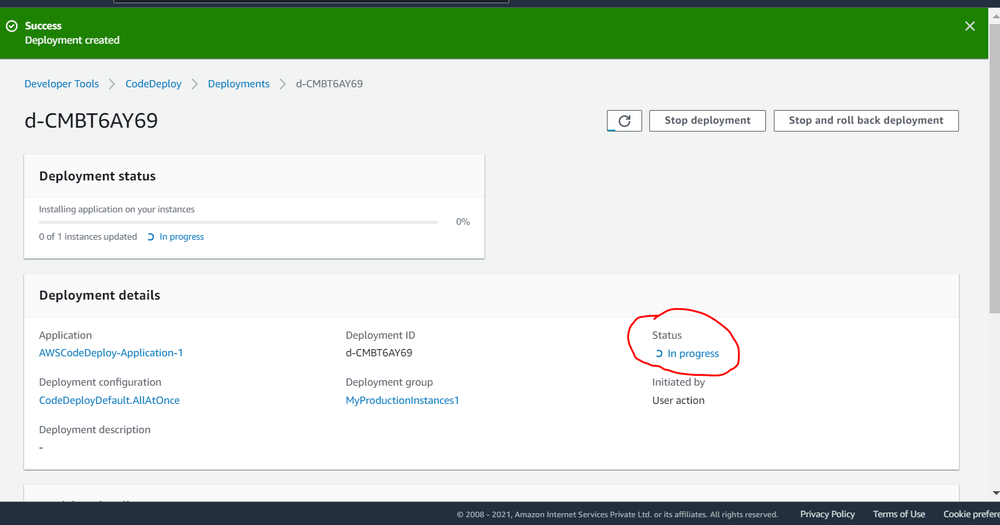 Success
Deployment created
Developer Tools
CodeDeploy
Deployments
d-CMBT6AY69
d-CMBT6AY69
Stop deployment
Stop and roll back deployment
Deployment status
Installing application on your instances
0%
0 of 1 instances updated
In progress
Deployment details
Application
AWSCodeDeploy-Application-1
Deployment ID
d-CMBT6AY69
Status
In progress
Deployment configuration
CodeDeployDefault.AllAtOnce
Deployment group
MyProductionInstances1
Initiated by
User action
Deployment description
-
© 2008 - 2021, Amazon Internet Services Private Ltd. or its affiliates. All rights reserved.
Privacy Policy
Terms of Use
Cookie prefere